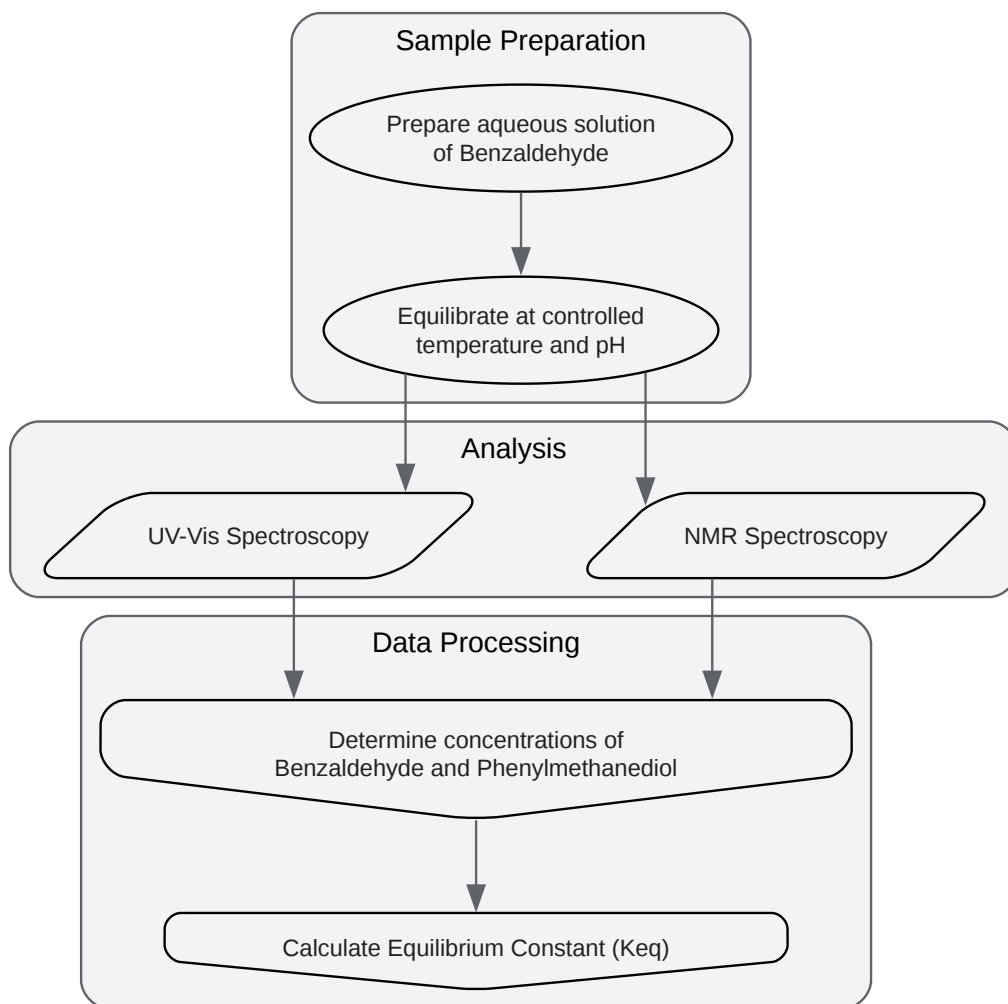 Sample Preparation
Prepare aqueous solution
of Benzaldehyde
Equilibrate at controlled
temperature and pH
Analysis
UV-Vis Spectroscopy
NMR Spectroscopy
Data Processing
Determine concentrations of
Benzaldehyde and Phenylmethanediol
Calculate Equilibrium Constant (Keq)